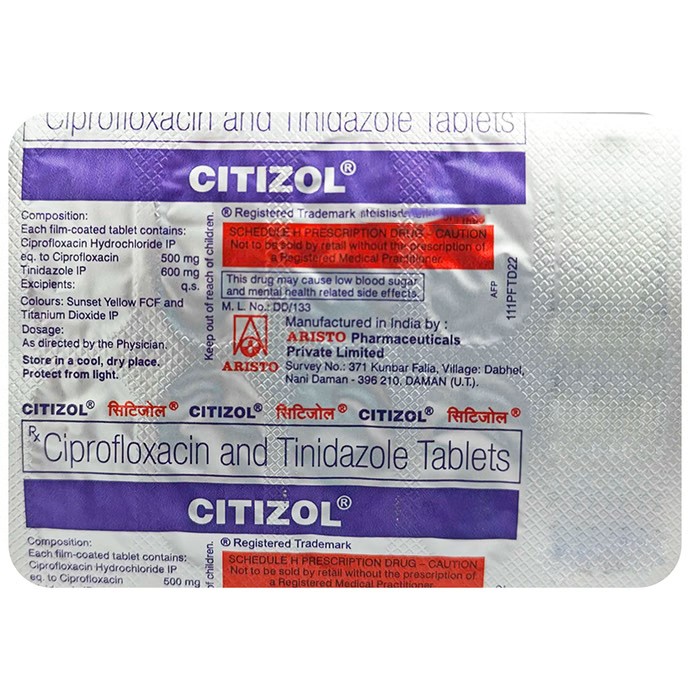 Ciprofloxacin and Tinidazole Tablets
CITIZOL®
Composition:
Each film-coated tablet contains:
Ciprofloxacin Hydrochloride IP
eq. to Ciprofloxacin 500 mg
Tinidazole IP 600 mg
Excipients: q.s.
Colours: Sunset Yellow FCF and
Titanium Dioxide IP
Dosage:
As directed by the Physician.
Store in a cool, dry place.
Protect from light.
Keep out of reach of children.
® Registered Trademark
SCHEDULE H PRESCRIPTION DRUG – CAUTION
Not to be sold by retail without the prescription of
a Registered Medical Practitioner.
This drug may cause low blood sugar
and mental health related side effects.
M. L. No.: DD/133
Manufactured in India by :
ARISTO Pharmaceuticals
Private Limited
Survey No.: 371 Kunbar Falia, Village: Dabhel,
Nani Daman - 396 210, DAMAN (U.T.).
ARISTO
AFP
111PFTD22
CITIZOL® सिटिजोल® CITIZOL® सिटिजोल® CITIZOL® सिटिजोल®
Rx Ciprofloxacin and Tinidazole Tablets
CITIZOL®
Composition:
Each film-coated tablet contains:
Ciprofloxacin Hydrochloride IP
eq. to Ciprofloxacin 500 mg
of children.
® Registered Trademark
SCHEDULE H PRESCRIPTION DRUG – CAUTION
Not to be sold by retail without the prescription of
a Registered Medical Practitioner.